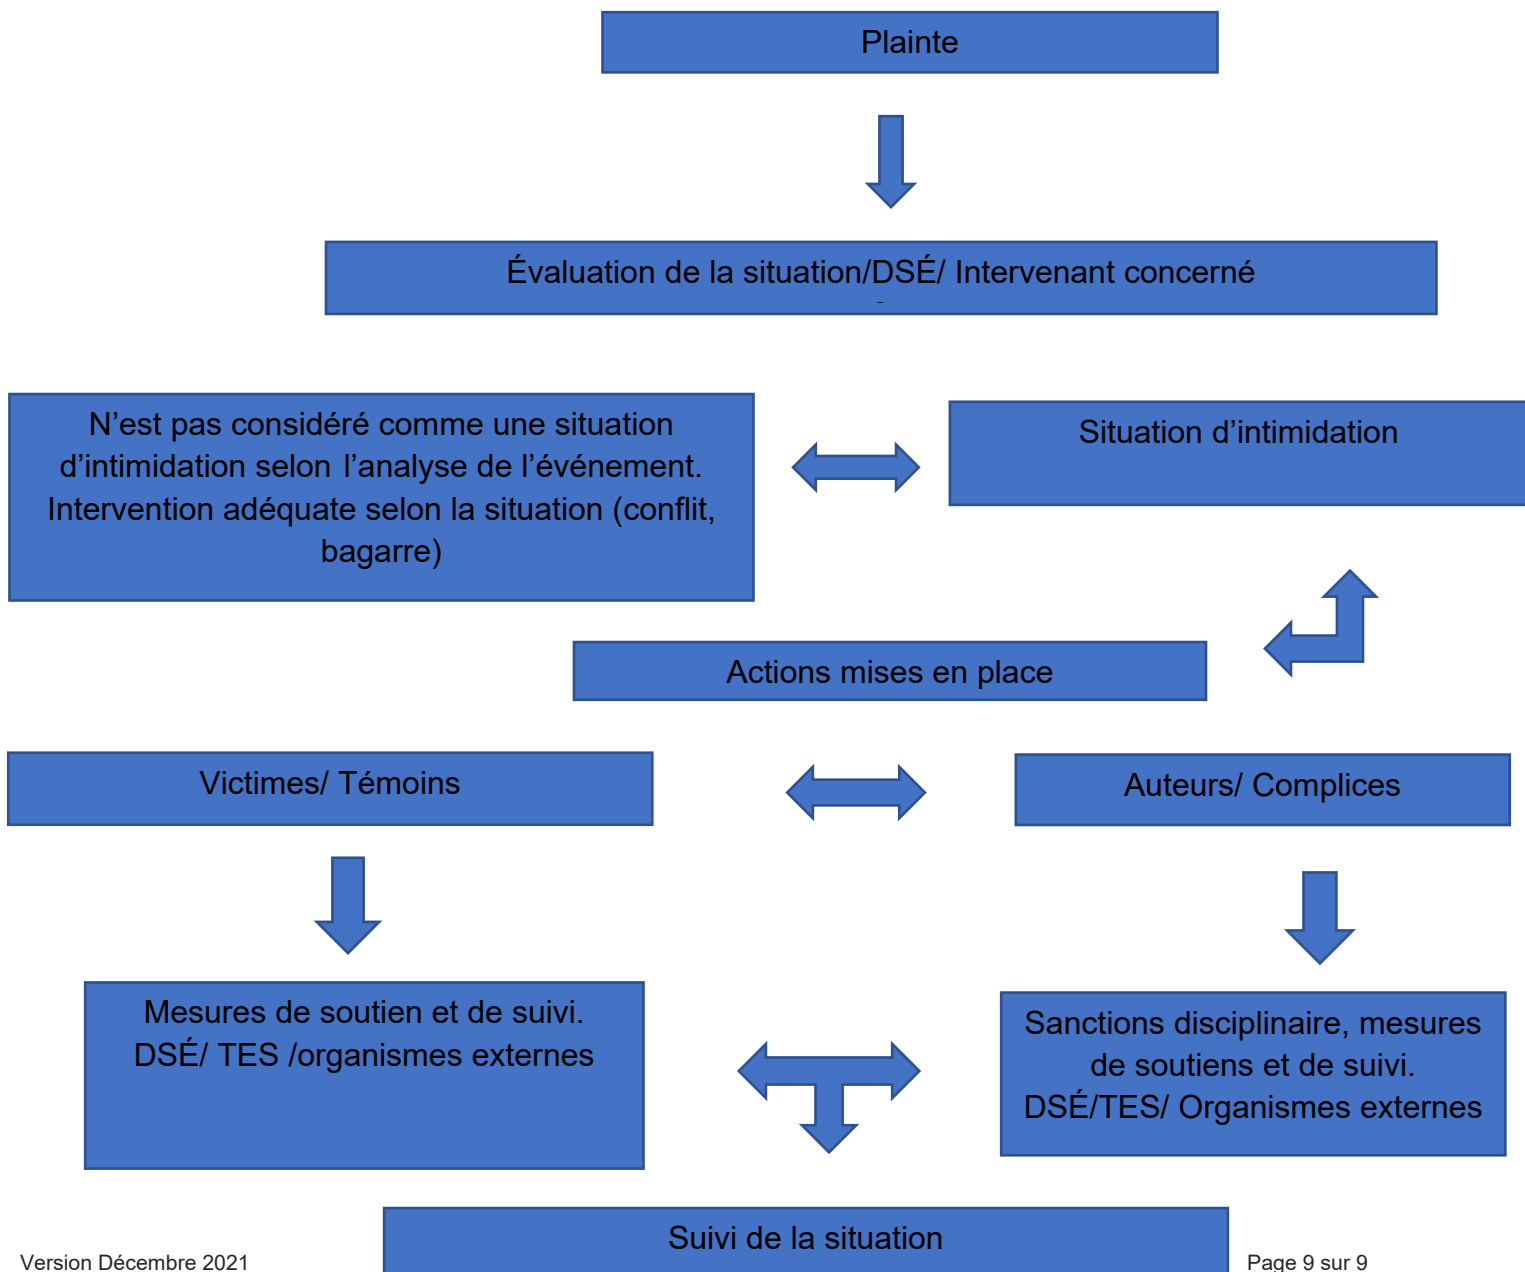 Plainte
Évaluation de la situation/DSÉ/ Intervenant concerné
N’est pas considéré comme une situation
d’intimidation selon l’analyse de l’événement.
Intervention adéquate selon la situation (conflit,
bagarre)
Situation d’intimidation
Actions mises en place
Victimes/ Témoins
Auteurs/ Complices
Mesures de soutien et de suivi.
DSÉ/ TES /organismes externes
Sanctions disciplinaire, mesures
de soutiens et de suivi.
DSÉ/TES/ Organismes externes
Suivi de la situation
Version Décembre 2021
Page 9 sur 9